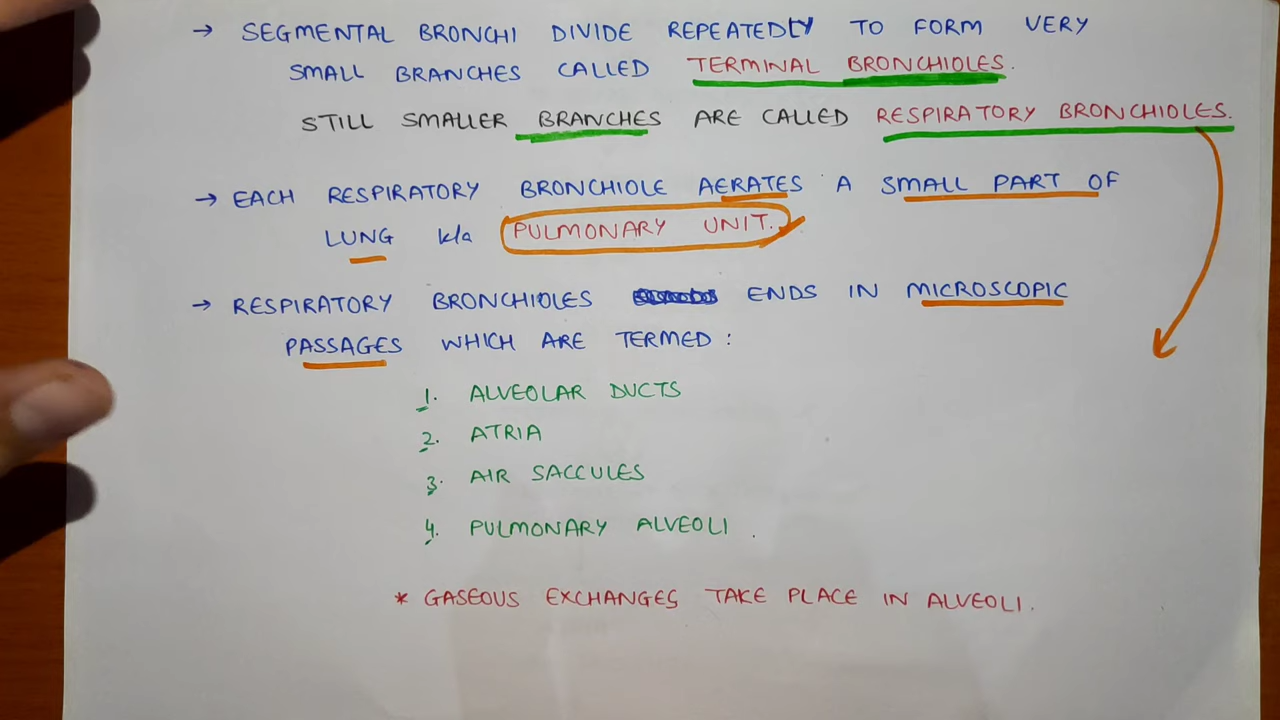 → SEGMENTAL BRONCHI DIVIDE REPEATEDLY TO FORM VERY
SMALL BRANCHES CALLED TERMINAL BRONCHIOLES.
STILL SMALLER BRANCHES ARE CALLED RESPIRATORY BRONCHIOLES.
→ EACH RESPIRATORY BRONCHIOLE AERATES A SMALL PART OF
LUNG k/a PULMONARY UNIT.
→ RESPIRATORY BRONCHIOLES ENDS IN MICROSCOPIC
PASSAGES WHICH ARE TERMED :
1. ALVEOLAR DUCTS
2. ATRIA
3. AIR SACCULES
4. PULMONARY ALVEOLI .
* GASEOUS EXCHANGES TAKE PLACE IN ALVEOLI.